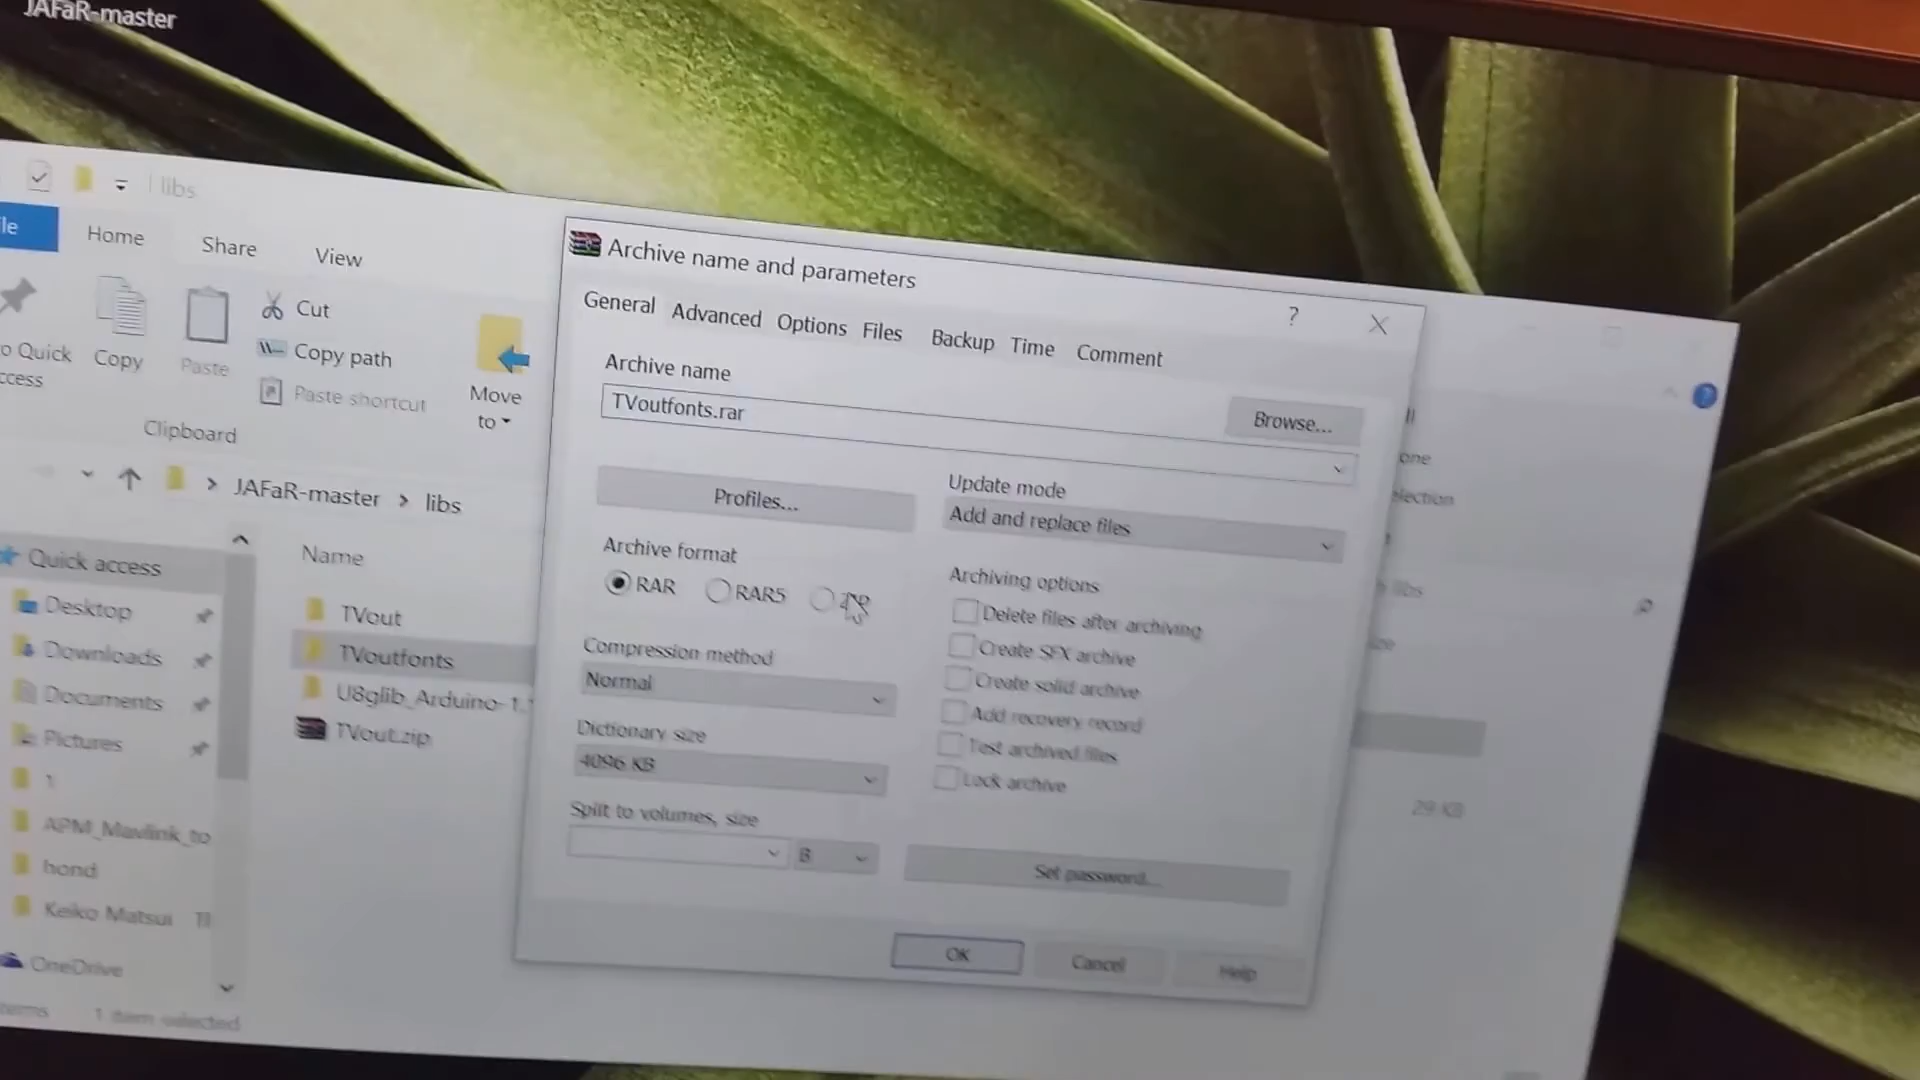 JAFaR-master
libs
Home
Share
View
Cut
Copy path
Paste shortcut
Copy
Paste
Move
to
Clipboard
JAFaR-master > libs
Quick access
Desktop
Downloads
Documents
Pictures
1
APM_Mavlink_to
hond
Keiko Matsui
OneDrive
1 item selected
Name
TVout
TVoutfonts
U8glib_Arduino-1.
TVout.zip
Archive name and parameters
?
General Advanced Options Files Backup Time Comment
Archive name
TVoutfonts.rar
Browse...
Profiles...
Update mode
Add and replace files
Archive format
RAR RAR5
Archiving options
Delete files after archiving
Create SFX archive
Create solid archive
Add recovery record
Test archived files
Lock archive
Compression method
Normal
Dictionary size
4096 KB
Split to volumes, size
B
Set password...
OK
Cancel
Help
29 KB